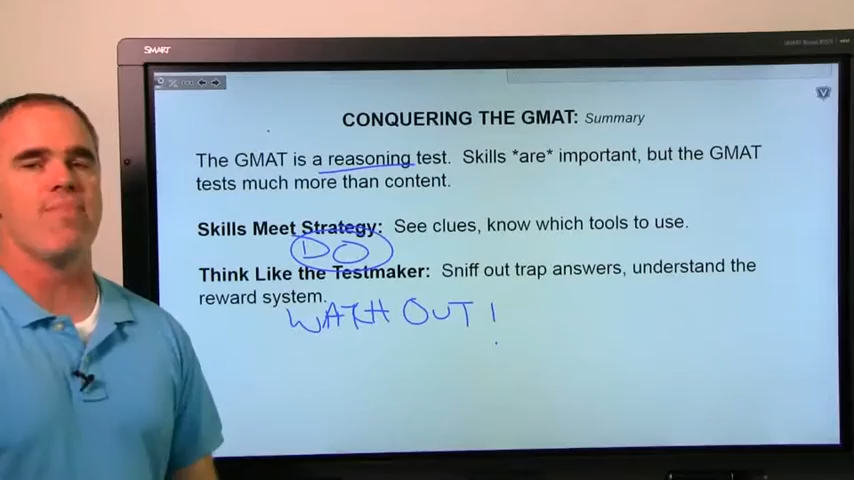 SMART
CONQUERING THE GMAT: Summary
The GMAT is a reasoning test. Skills *are* important, but the GMAT
tests much more than content.
Skills Meet Strategy: See clues, know which tools to use.
DO
Think Like the Testmaker: Sniff out trap answers, understand the
reward system.
WATCH OUT!